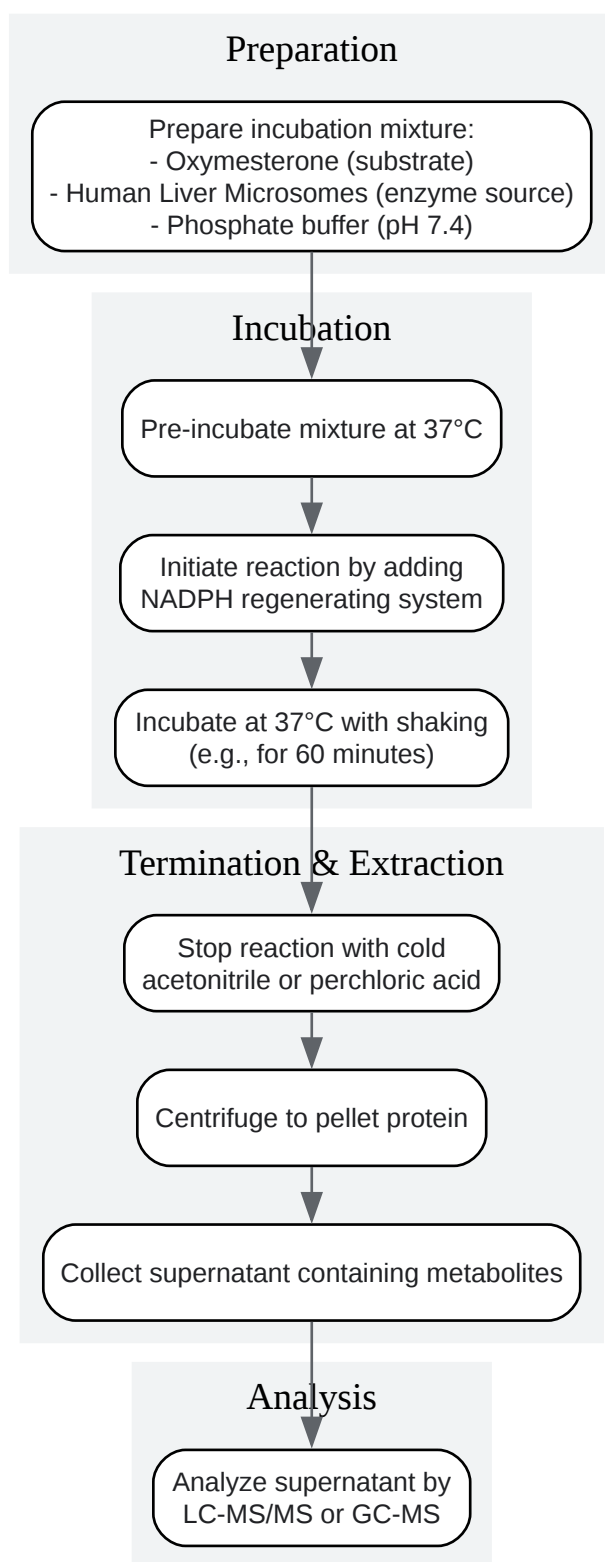 Preparation
Prepare incubation mixture:
- Oxymesterone (substrate)
- Human Liver Microsomes (enzyme source)
- Phosphate buffer (pH 7.4)
Incubation
Pre-incubate mixture at 37°C
Initiate reaction by adding
NADPH regenerating system
Incubate at 37°C with shaking
(e.g., for 60 minutes)
Termination & Extraction
Stop reaction with cold
acetonitrile or perchloric acid
Centrifuge to pellet protein
Collect supernatant containing metabolites
Analysis
Analyze supernatant by
LC-MS/MS or GC-MS